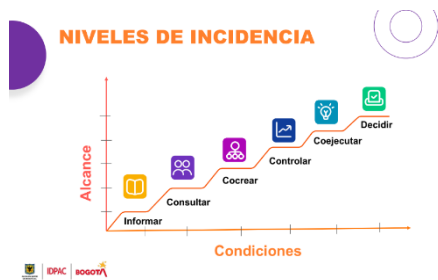 NIVELES DE INCIDENCIA
Alcance
Decidir
Coejecutar
Controlar
Cocrear
Consultar
Informar
Condiciones
IDPAC
BOGOTÁ